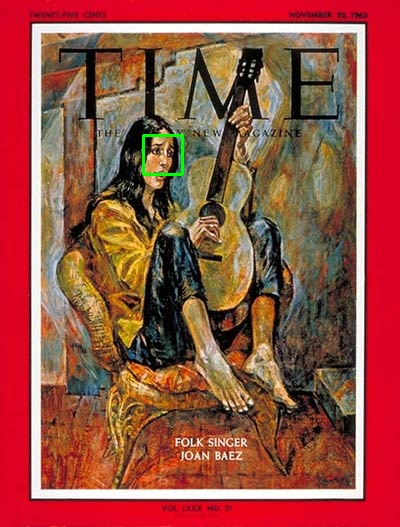 TWENTY-FIVE CENTS
NOVEMBER 23, 1962
TIME
THE WEEKLY NEWSMAGAZINE
FOLK SINGER
JOAN BAEZ
VOL. LXXX NO. 21